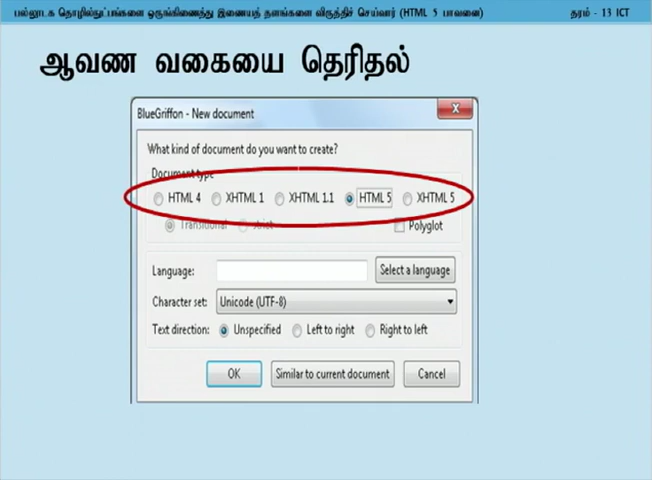 பல்லூடக தொழில்நுட்பங்களை ஒருங்கிணைத்து இணையத் தளங்களை விருத்திச் செய்வார் (HTML 5 பாவனை) தரம் - 13 ICT
ஆவண வகையை தெரிதல்
BlueGriffon - New document
What kind of document do you want to create?
Document type
HTML 4 XHTML 1 XHTML 1.1 HTML 5 XHTML 5
Transitional Strict Polyglot
Language: Select a language
Character set: Unicode (UTF-8)
Text direction: Unspecified Left to right Right to left
OK Similar to current document Cancel